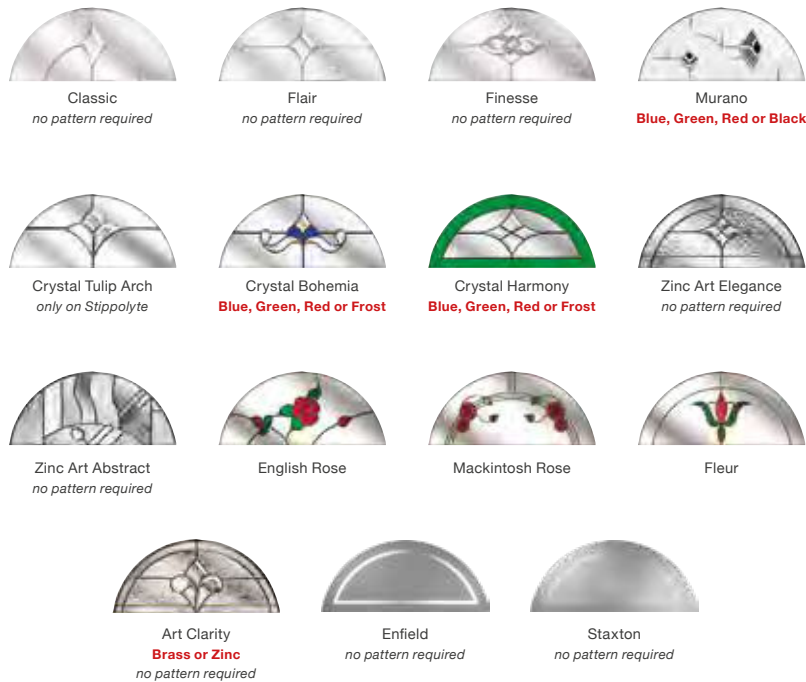 Classic
no pattern required
Flair
no pattern required
Finesse
no pattern required
Murano
Blue, Green, Red or Black
Crystal Tulip Arch
only on Stippolyte
Crystal Bohemia
Blue, Green, Red or Frost
Crystal Harmony
Blue, Green, Red or Frost
Zinc Art Elegance
no pattern required
Zinc Art Abstract
no pattern required
English Rose
Mackintosh Rose
Fleur
Art Clarity
Brass or Zinc
no pattern required
Enfield
no pattern required
Staxton
no pattern required